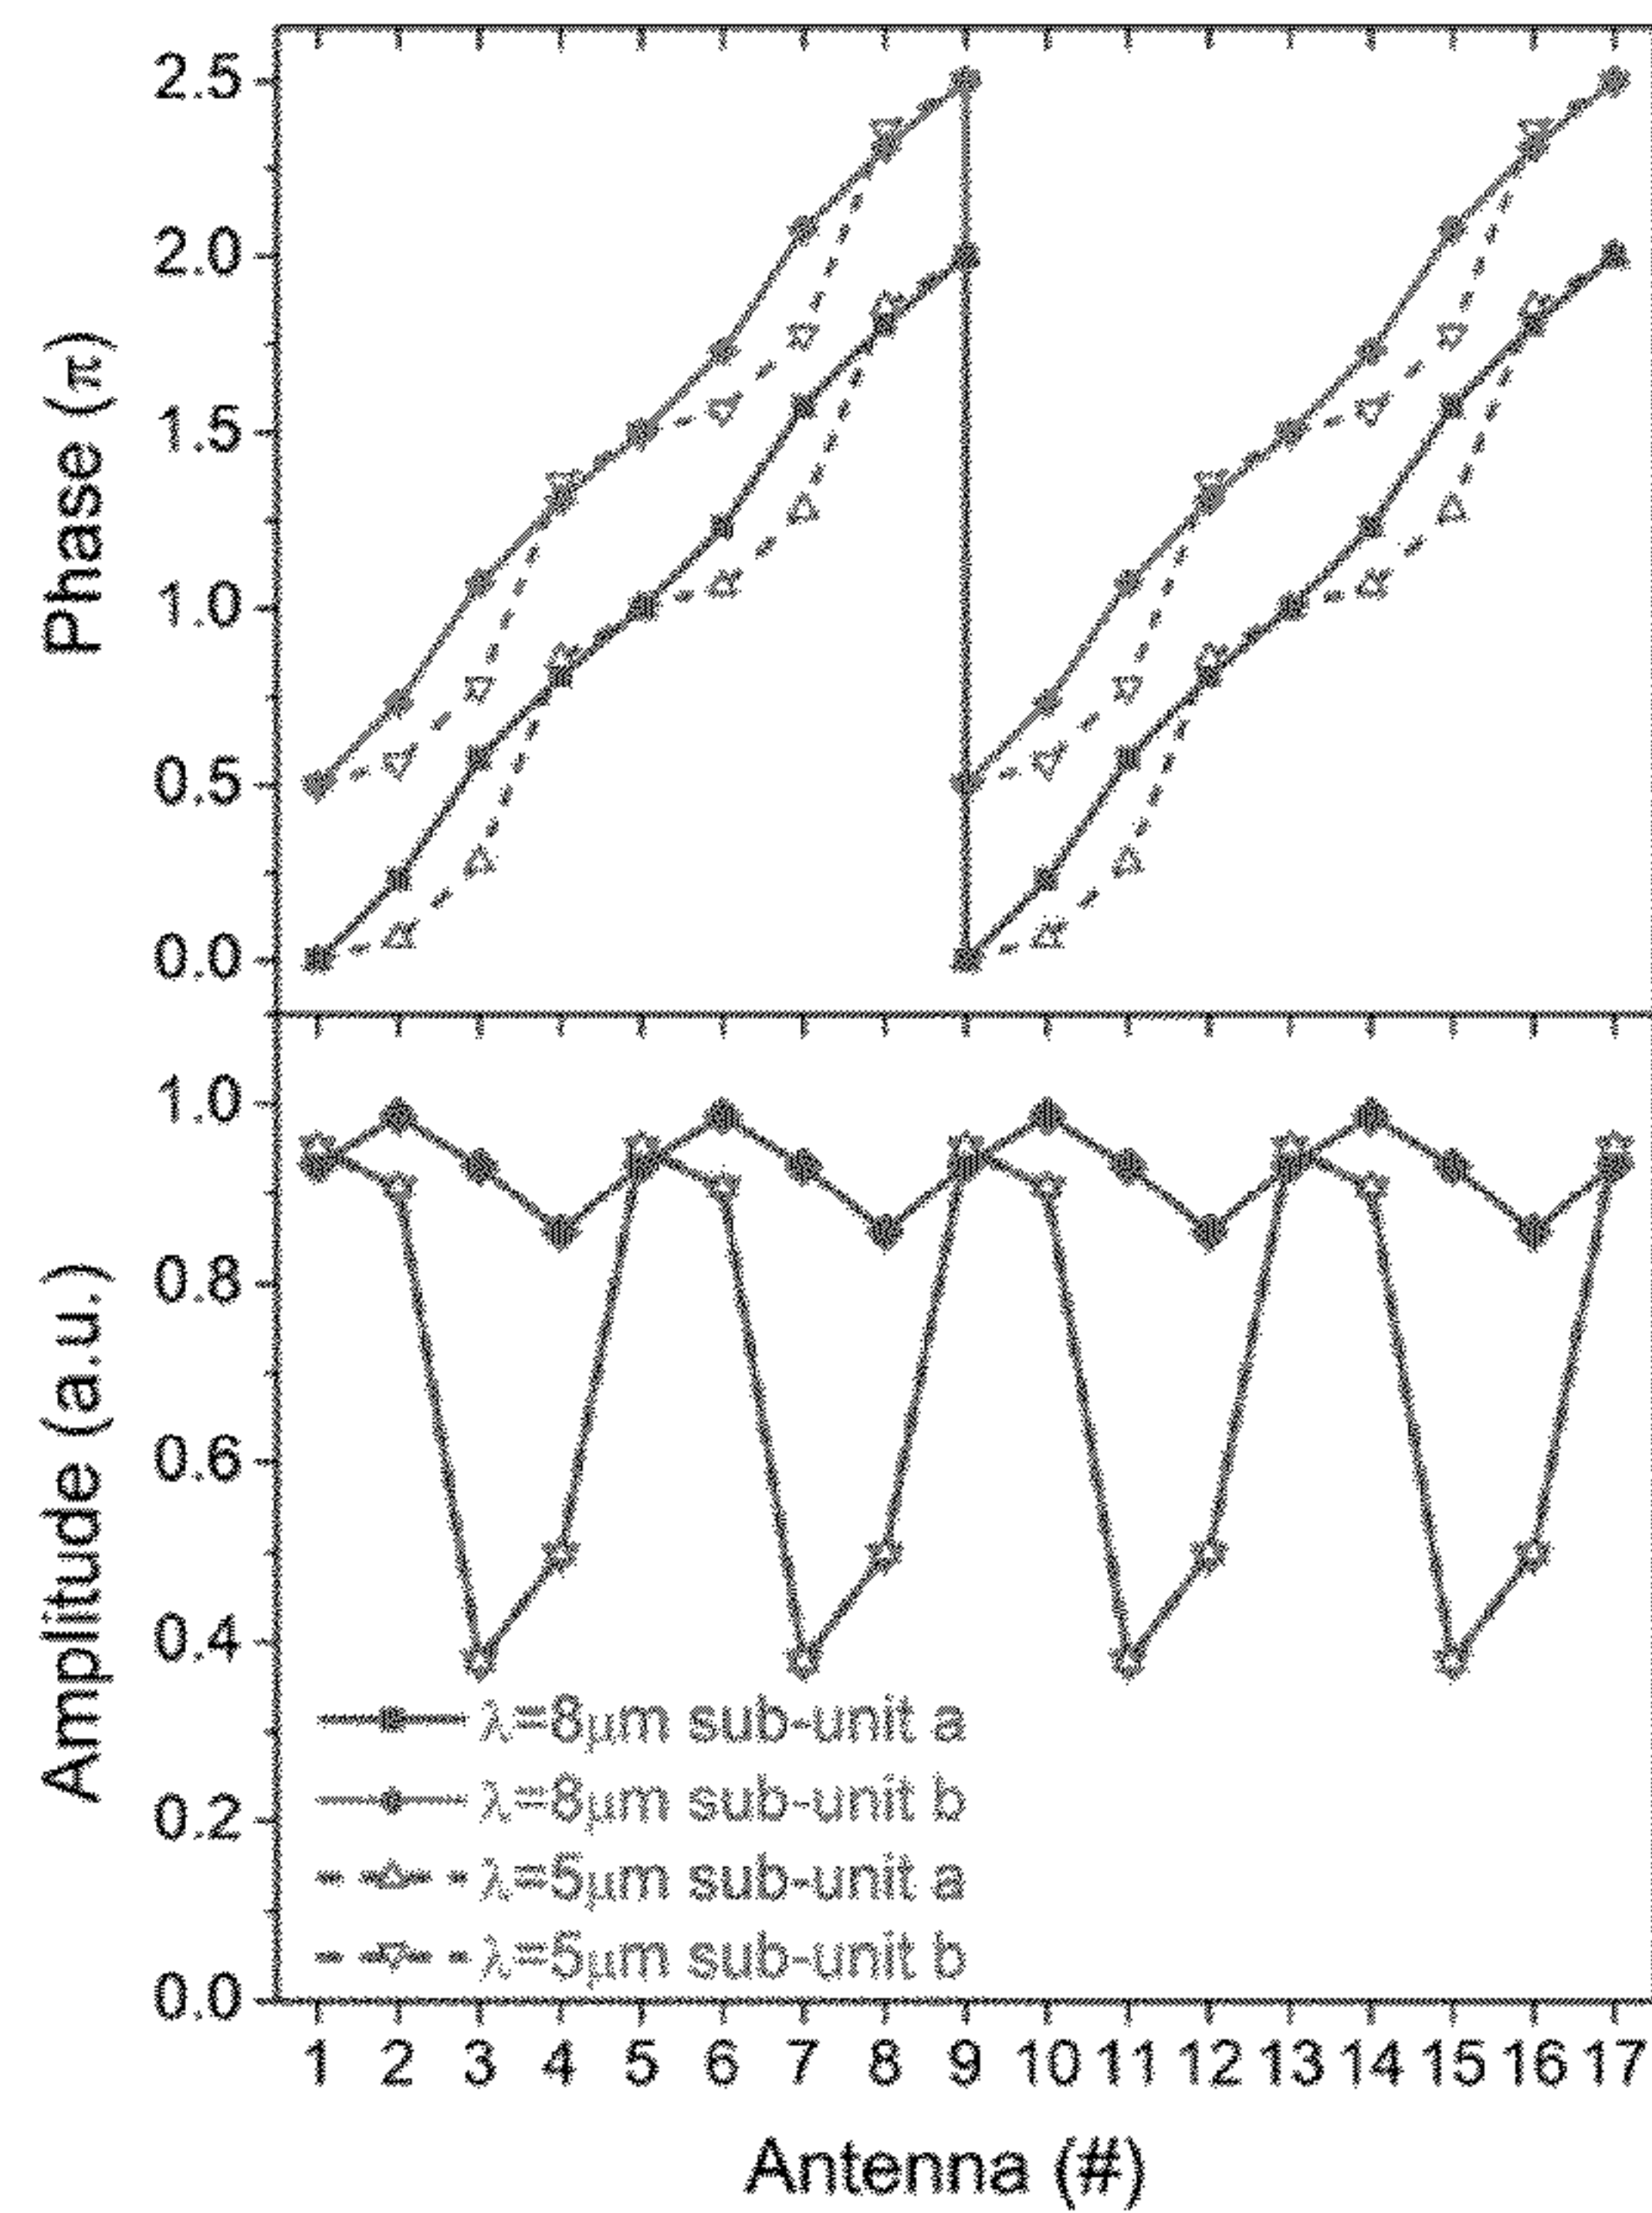 2.5
2.0
1.5
1.0
0.5
0.0
Phase (π)
1.0
0.8
0.6
0.4
0.2
0.0
Amplitude (a.u.)
λ=8μm sub-unit a
λ=8μm sub-unit b
λ=5μm sub-unit a
λ=5μm sub-unit b
1 2 3 4 5 6 7 8 9 10 11 12 13 14 15 16 17
Antenna (#)